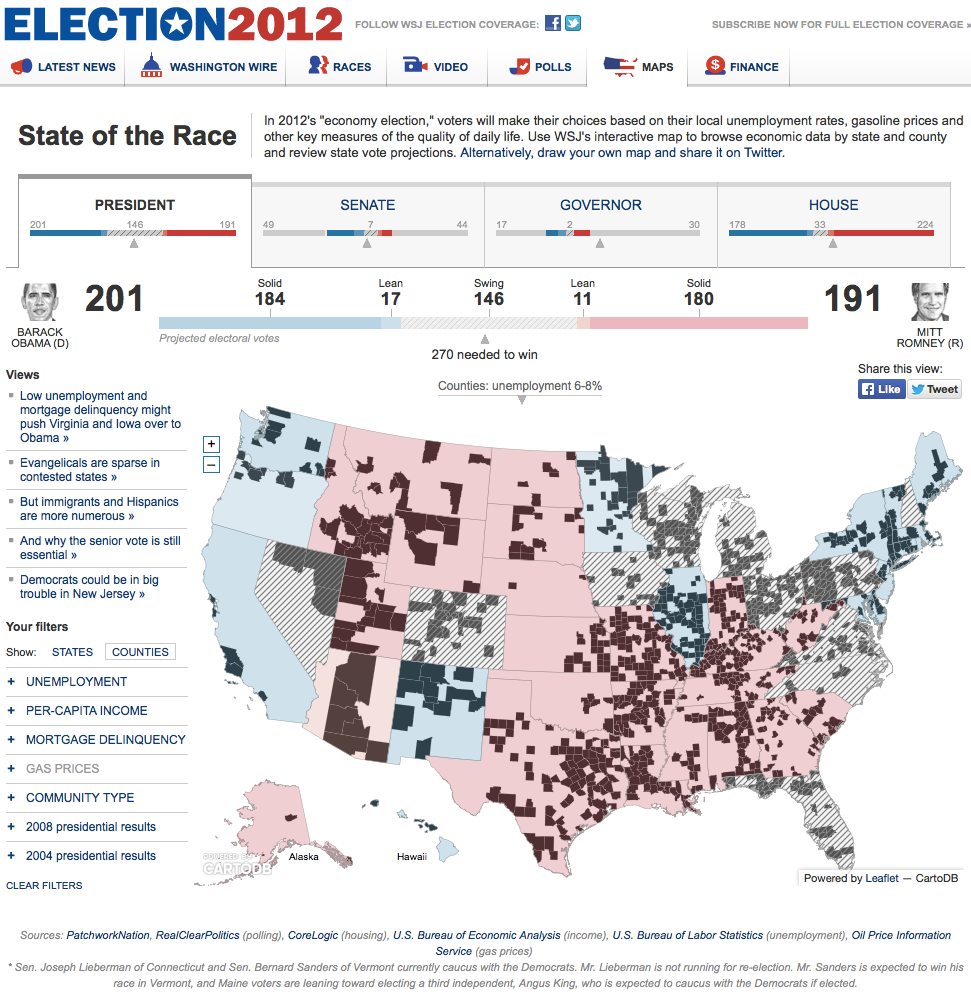 ELECTION2012
FOLLOW WSJ ELECTION COVERAGE:
SUBSCRIBE NOW FOR FULL ELECTION COVERAGE »
LATEST NEWS
WASHINGTON WIRE
RACES
VIDEO
POLLS
MAPS
FINANCE
State of the Race
In 2012's "economy election," voters will make their choices based on their local unemployment rates, gasoline prices and
other key measures of the quality of daily life. Use WSJ's interactive map to browse economic data by state and county
and review state vote projections. Alternatively, draw your own map and share it on Twitter.
PRESIDENT
201 146 191
SENATE
49 7 44
GOVERNOR
17 2 30
HOUSE
178 33 224
BARACK
OBAMA (D)
201
Solid
184
Lean
17
Swing
146
Lean
11
Solid
180
191
MITT
ROMNEY (R)
Projected electoral votes
270 needed to win
Share this view:
Like
Tweet
Counties: unemployment 6-8%
Views
Low unemployment and
mortgage delinquency might
push Virginia and Iowa over to
Obama »
Evangelicals are sparse in
contested states »
But immigrants and Hispanics
are more numerous »
And why the senior vote is still
essential »
Democrats could be in big
trouble in New Jersey »
Your filters
Show: STATES COUNTIES
+ UNEMPLOYMENT
+ PER-CAPITA INCOME
+ MORTGAGE DELINQUENCY
+ GAS PRICES
+ COMMUNITY TYPE
+ 2008 presidential results
+ 2004 presidential results
CLEAR FILTERS
+
−
Alaska
Hawaii
POWERED BY
CARTODB
Powered by Leaflet — CartoDB
Sources: PatchworkNation, RealClearPolitics (polling), CoreLogic (housing), U.S. Bureau of Economic Analysis (income), U.S. Bureau of Labor Statistics (unemployment), Oil Price Information
Service (gas prices)
* Sen. Joseph Lieberman of Connecticut and Sen. Bernard Sanders of Vermont currently caucus with the Democrats. Mr. Lieberman is not running for re-election. Mr. Sanders is expected to win his
race in Vermont, and Maine voters are leaning toward electing a third independent, Angus King, who is expected to caucus with the Democrats if elected.